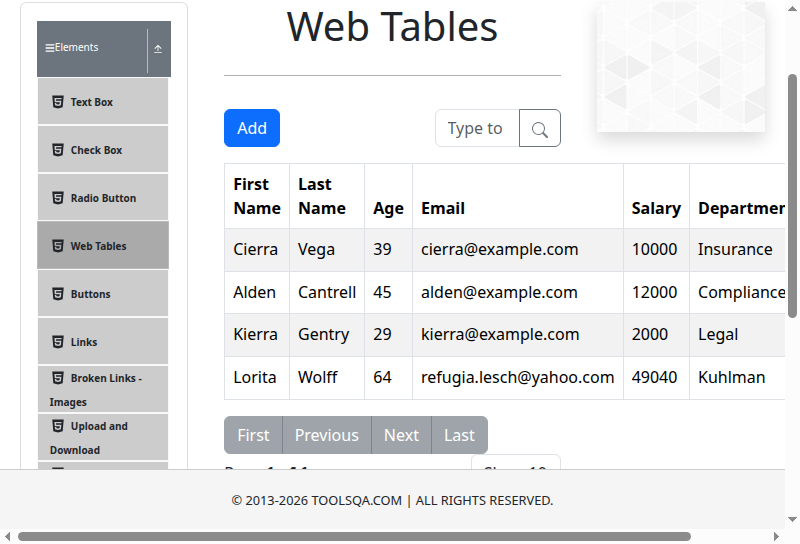 Web Tables
Elements
Text Box
Check Box
Radio Button
Web Tables
Buttons
Links
Broken Links -
Images
Upload and
Download
Add
Type to
First Name Last Name Age Email Salary Departmen
Cierra Vega 39 cierra@example.com 10000 Insurance
Alden Cantrell 45 alden@example.com 12000 Compliance
Kierra Gentry 29 kierra@example.com 2000 Legal
Lorita Wolff 64 refugia.lesch@yahoo.com 49040 Kuhlman
First Previous Next Last
© 2013-2026 TOOLSQA.COM | ALL RIGHTS RESERVED.